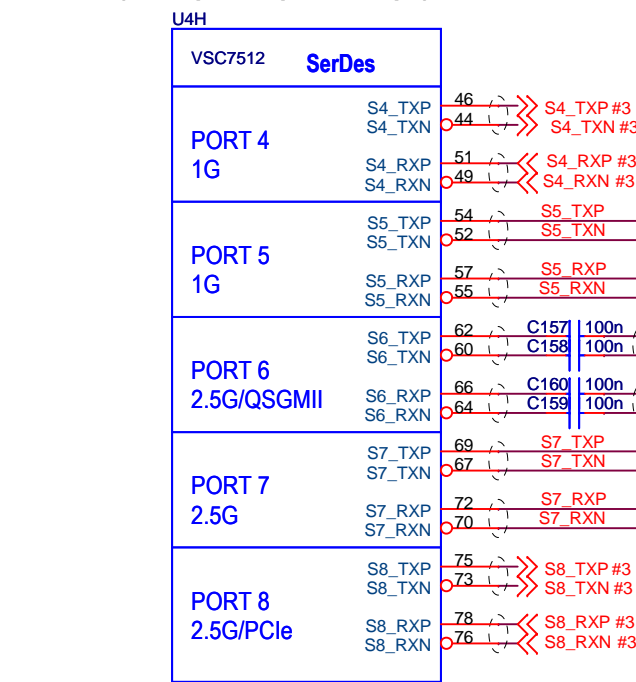 U4H
VSC7512 SerDes
S4_TXP 46 S4_TXP #3
S4_TXN 44 S4_TXN #3
PORT 4
1G
S4_RXP 51 S4_RXP #3
S4_RXN 49 S4_RXN #3
S5_TXP 54 S5_TXP
S5_TXN 52 S5_TXN
PORT 5
1G
S5_RXP 57 S5_RXP
S5_RXN 55 S5_RXN
S6_TXP 62 C157 100n
S6_TXN 60 C158 100n
PORT 6
2.5G/QSGMII
S6_RXP 66 C160 100n
S6_RXN 64 C159 100n
S7_TXP 69 S7_TXP
S7_TXN 67 S7_TXN
PORT 7
2.5G
S7_RXP 72 S7_RXP
S7_RXN 70 S7_RXN
S8_TXP 75 S8_TXP #3
S8_TXN 73 S8_TXN #3
PORT 8
2.5G/PCIe
S8_RXP 78 S8_RXP #3
S8_RXN 76 S8_RXN #3